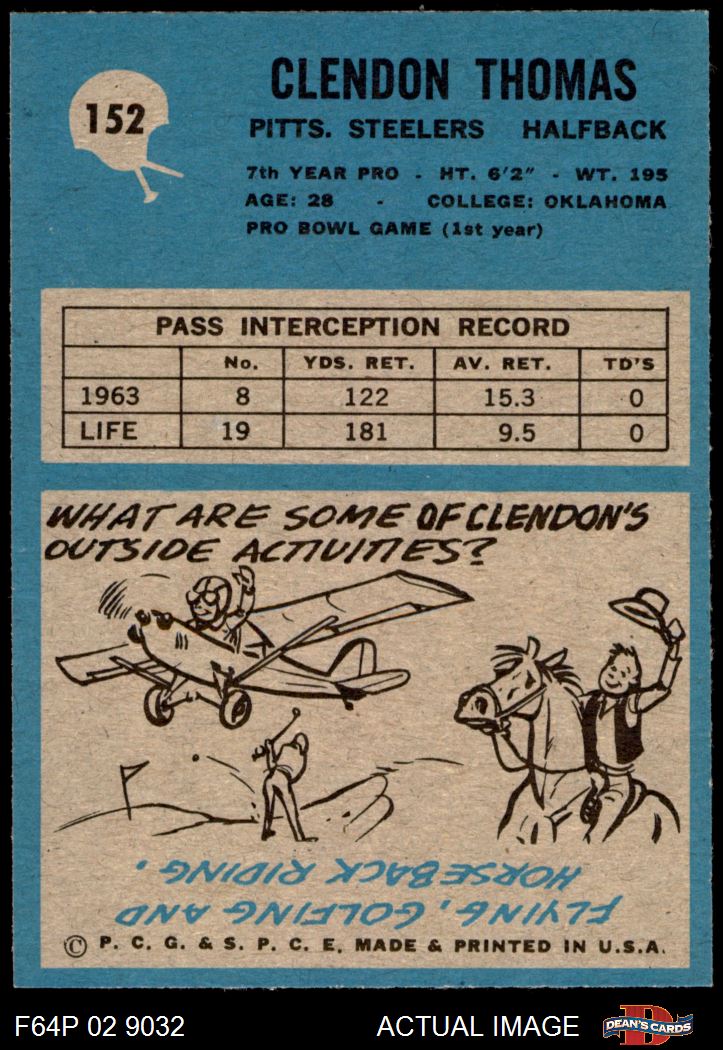 152
CLENDON THOMAS
PITTS. STEELERS HALFBACK
7th YEAR PRO - HT. 6'2" - WT. 195
AGE: 28 - COLLEGE: OKLAHOMA
PRO BOWL GAME (1st year)
PASS INTERCEPTION RECORD
No. YDS. RET. AV. RET. TD'S
1963 8 122 15.3 0
LIFE 19 181 9.5 0
WHAT ARE SOME OF CLENDON'S
OUTSIDE ACTIVITIES?
FLYING, GOLFING AND
HORSEBACK RIDING.
© P. C. G. & S. P. C. E. MADE & PRINTED IN U.S.A.
F64P 02 9032 ACTUAL IMAGE
DEAN'S CARDS